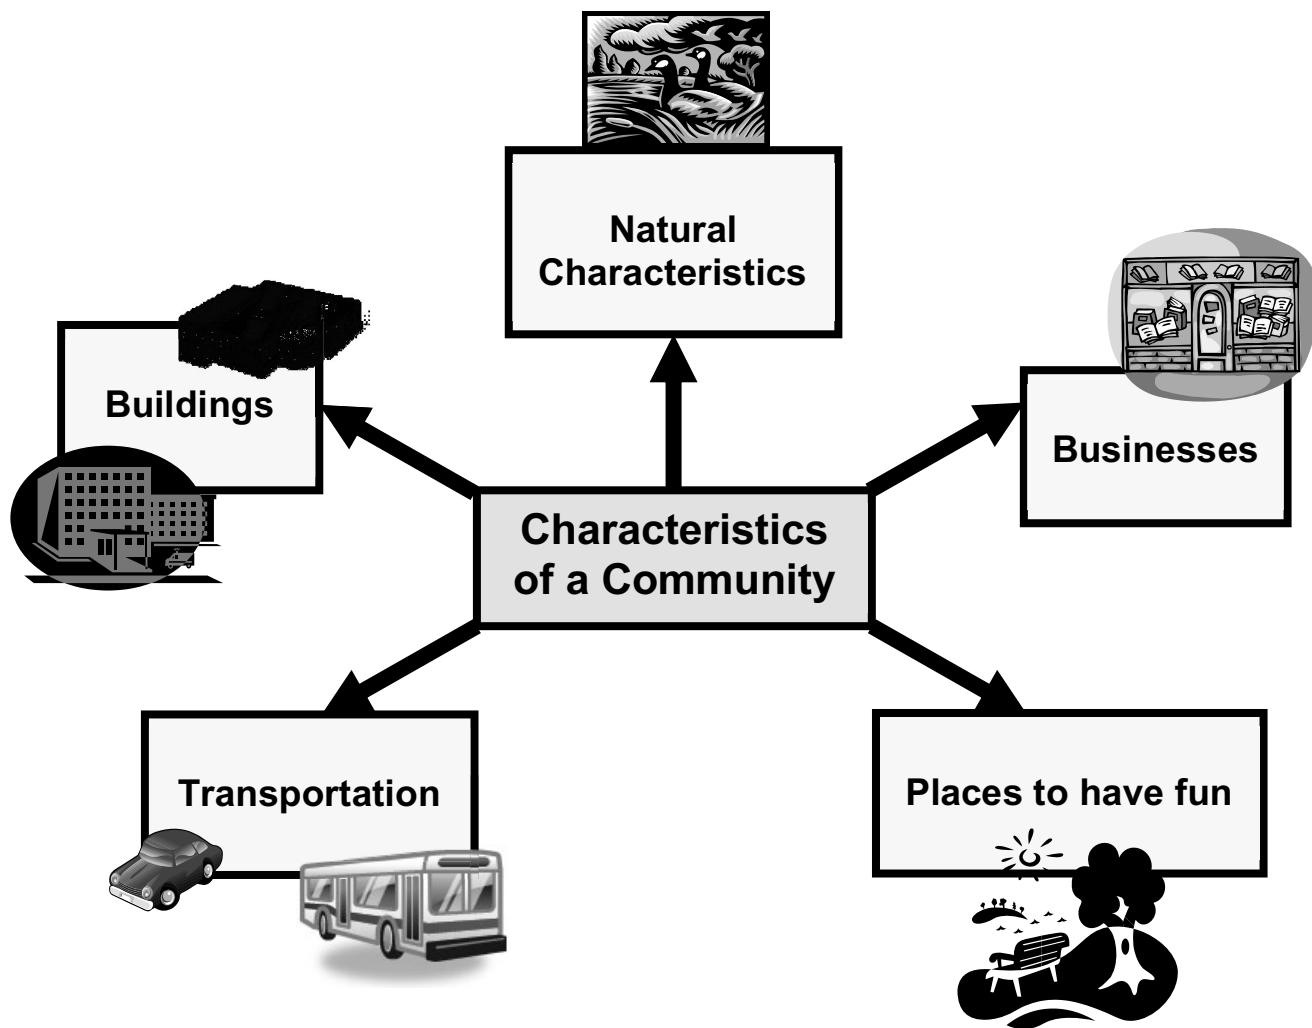 Natural
Characteristics
Buildings
Businesses
Characteristics
of a Community
Transportation
Places to have fun